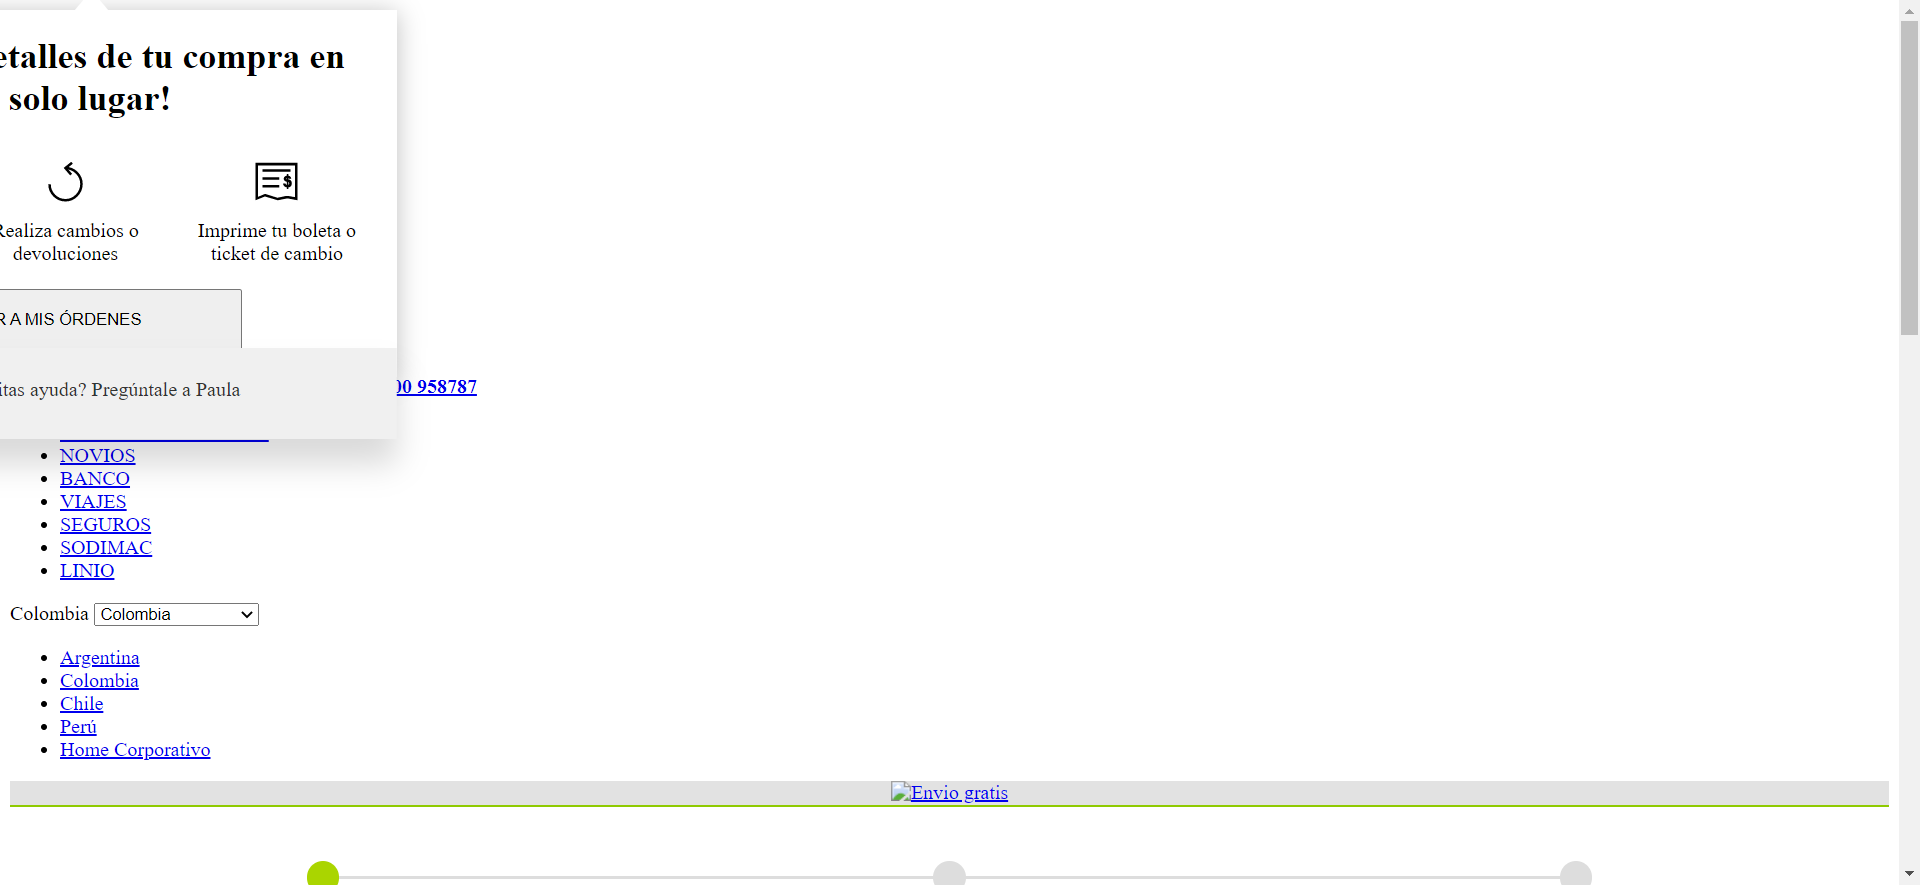 etalles de tu compra en
solo lugar!
Realiza cambios o
devoluciones
Imprime tu boleta o
ticket de cambio
R A MIS ÓRDENES
itas ayuda? Pregúntale a Paula
00 958787
NOVIOS
BANCO
VIAJES
SEGUROS
SODIMAC
LINIO
Colombia Colombia
Argentina
Colombia
Chile
Perú
Home Corporativo
Envio gratis